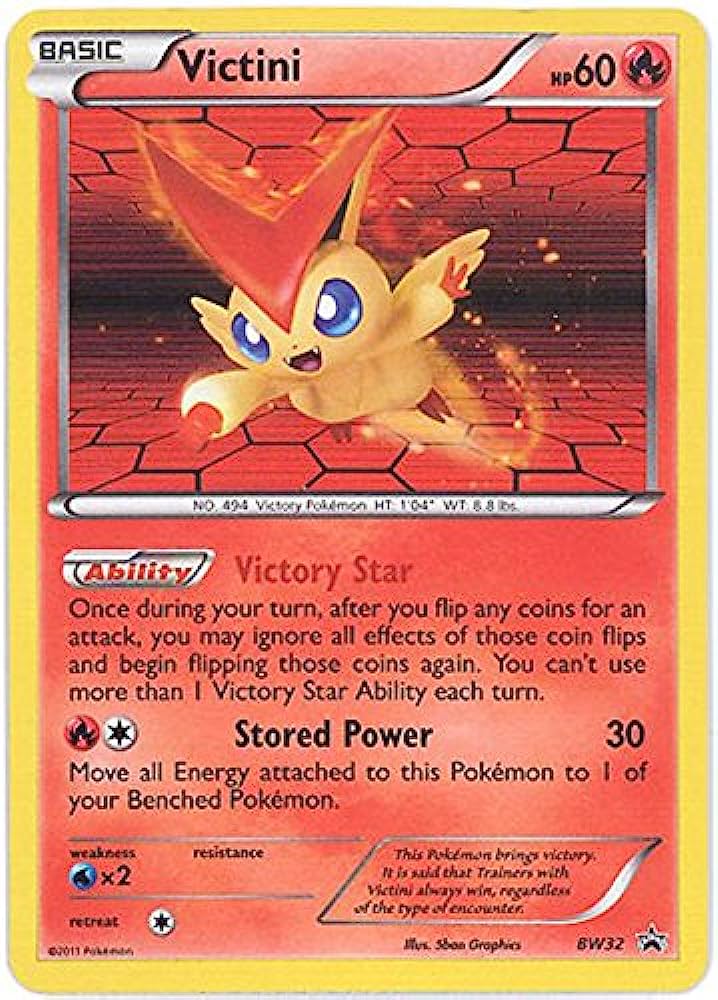 BASIC Victini HP60
NO. 494 Victory Pokémon HT: 1'04" WT: 8.8 lbs.
Ability Victory Star
Once during your turn, after you flip any coins for an
attack, you may ignore all effects of those coin flips
and begin flipping those coins again. You can't use
more than 1 Victory Star Ability each turn.
Stored Power 30
Move all Energy attached to this Pokémon to 1 of
your Benched Pokémon.
weakness resistance
×2
retreat
This Pokémon brings victory.
It is said that Trainers with
Victini always win, regardless
of the type of encounter.
©2011 Pokémon Illus. 5ban Graphics BW32